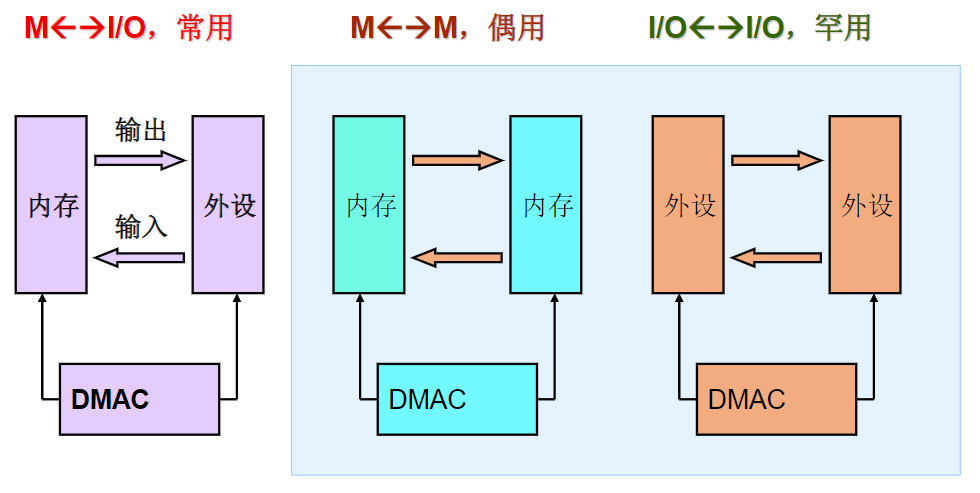 M←→I/O，常用
M←→M，偶用
I/O←→I/O，罕用
输出
内存
外设
输入
DMAC
内存
内存
DMAC
外设
外设
DMAC